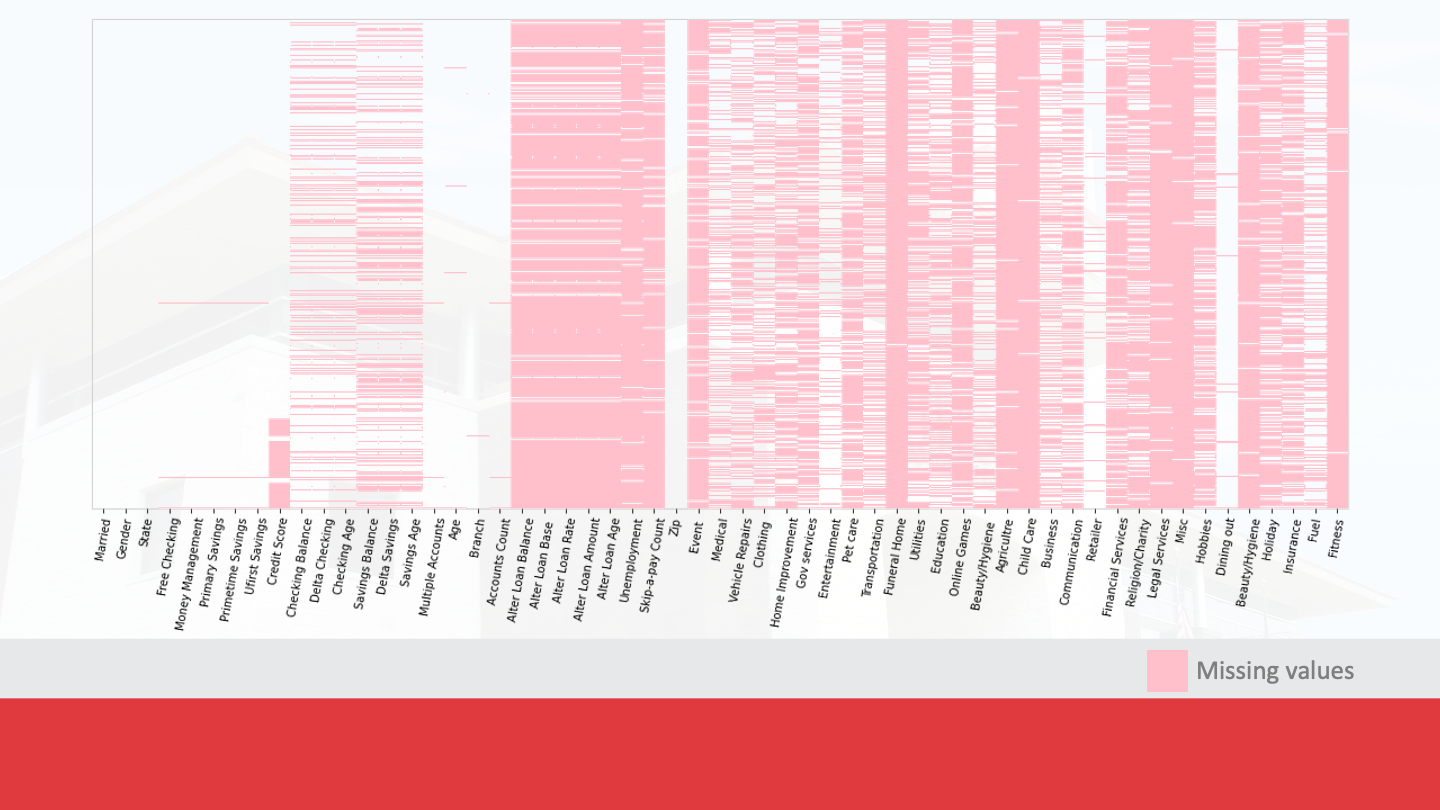 Married
Gender
State
Free Checking
Money Management
Primary Savings
Primetime Savings
Ufirst Savings
Credit Score
Checking Balance
Delta Checking
Checking Age
Savings Balance
Delta Savings
Savings Age
Multiple Accounts
Age
Branch
Accounts Count
Alter Loan Balance
Alter Loan Base
Alter Loan Rate
Alter Loan Amount
Alter Loan Age
Unemployment
Skip-a-pay Count
Zip
Event
Medical
Vehicle Repairs
Clothing
Home Improvement
Gov services
Entertainment
Pet care
Transportation
Funeral Home
Utilities
Education
Online Games
Beauty/Hygiene
Agricultre
Child Care
Business
Communication
Retailer
Financial Services
Religion/Charity
Legal Services
Misc
Hobbies
Dining out
Beauty/Hygiene
Holiday
Insurance
Fuel
Fitness
Missing values